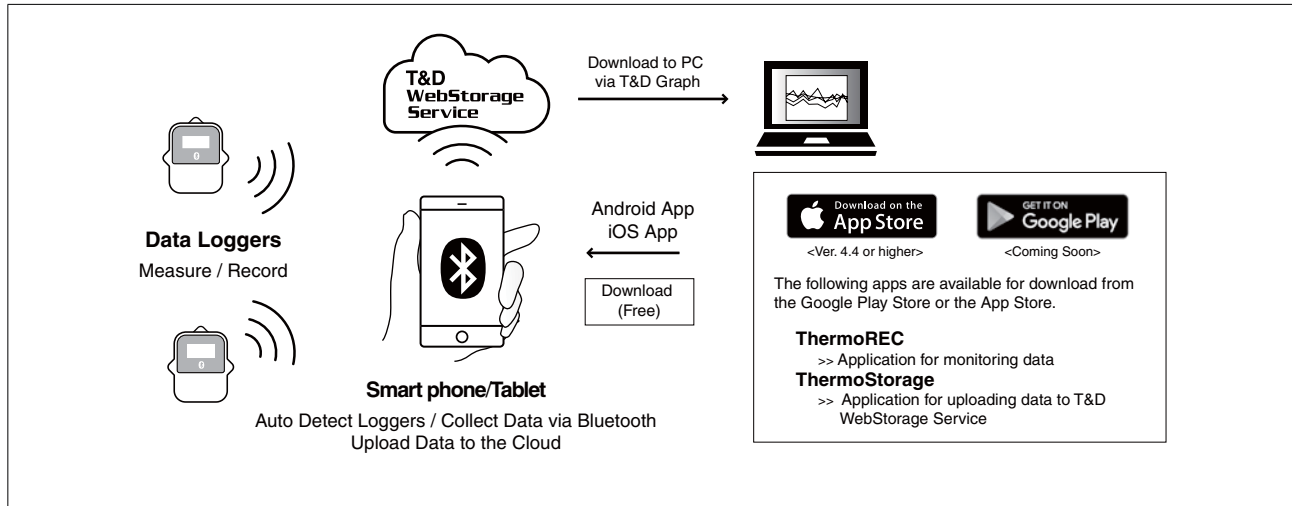 T&D
WebStorage
Service
Download to PC
via T&D Graph
0
Data Loggers
Measure / Record
0
Android App
iOS App
Download
(Free)
Smart phone/Tablet
Auto Detect Loggers / Collect Data via Bluetooth
Upload Data to the Cloud
Download on the
App Store
<Ver. 4.4 or higher>
GET IT ON
Google Play
<Coming Soon>
The following apps are available for download from
the Google Play Store or the App Store.
ThermoREC
>> Application for monitoring data
ThermoStorage
>> Application for uploading data to T&D
WebStorage Service